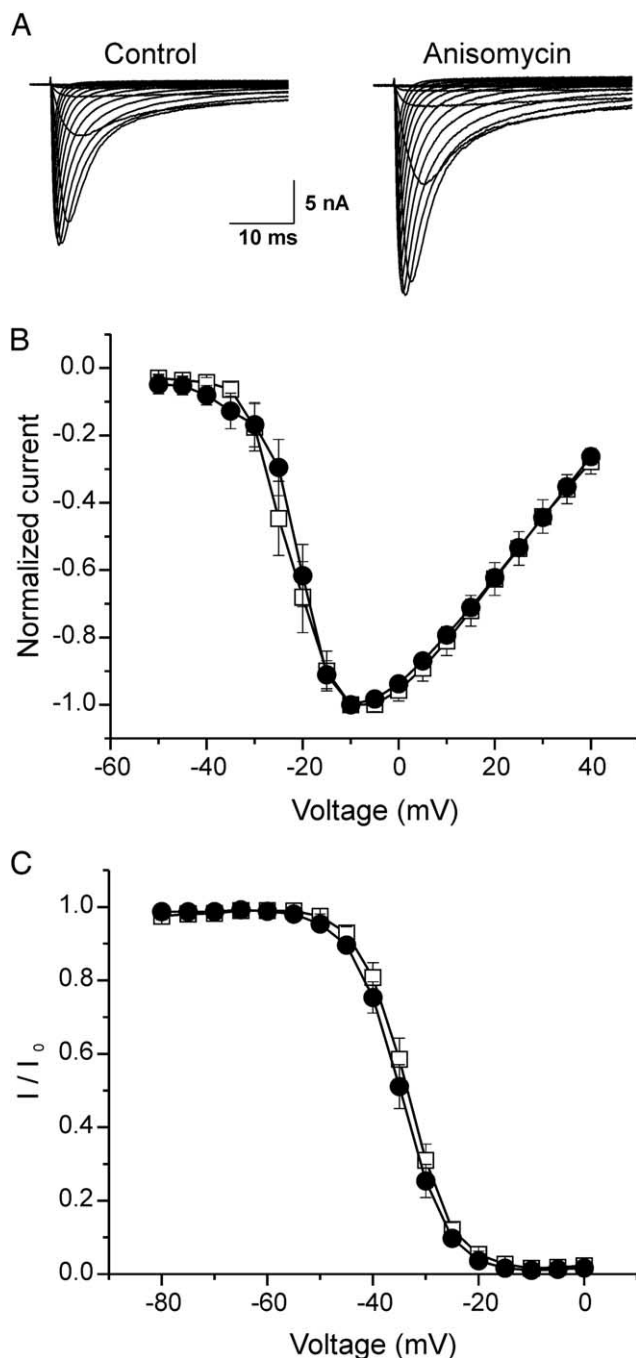 A
Control Anisomycin
5 nA
10 ms
B
0.0
-0.2
-0.4
-0.6
-0.8
-1.0
Normalized current
-60 -40 -20 0 20 40
Voltage (mV)
C
1.0
0.8
0.6
0.4
0.2
0.0
I / I₀
-80 -60 -40 -20 0
Voltage (mV)